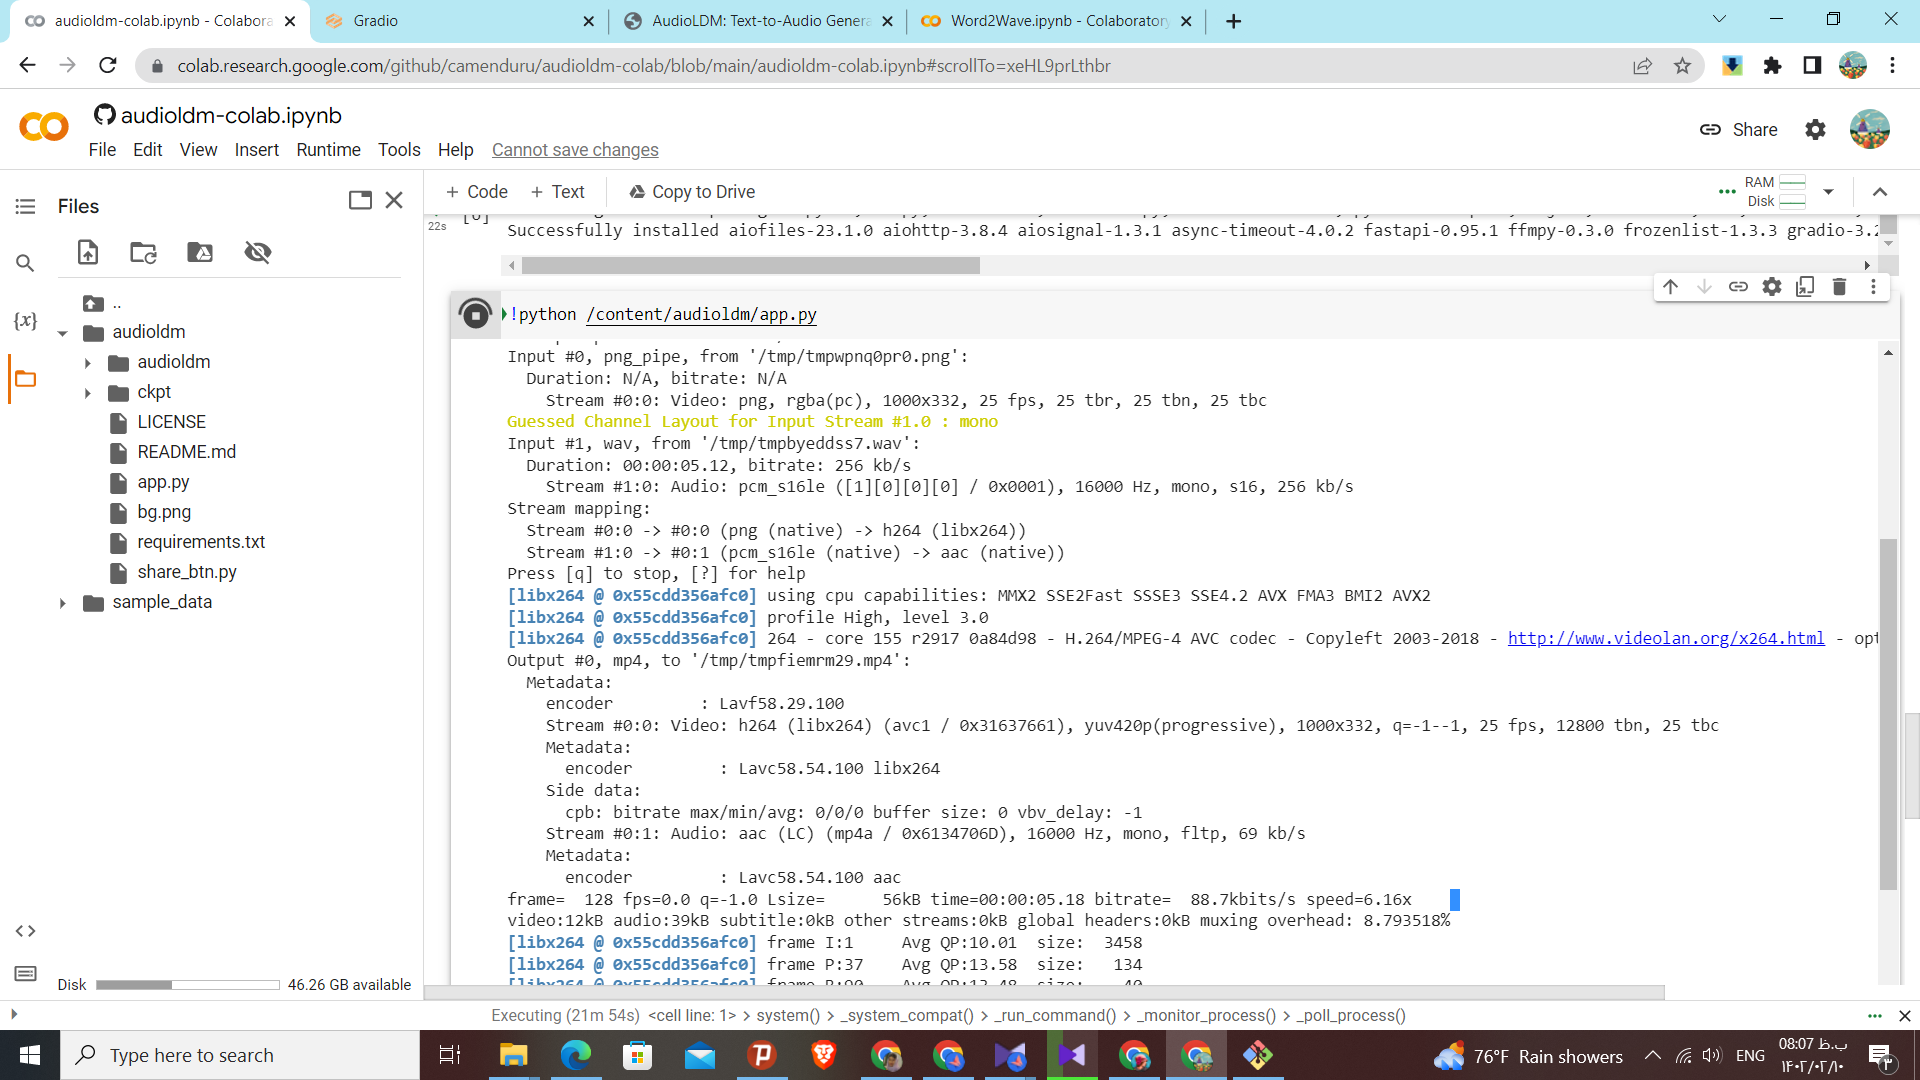 audioldm-colab.ipynb - Colabora
Gradio
AudioLDM: Text-to-Audio Genera
Word2Wave.ipynb - Colaboratory
colab.research.google.com/github/camenduru/audioldm-colab/blob/main/audioldm-colab.ipynb#scrollTo=xeHL9prLthbr
audioldm-colab.ipynb
File Edit View Insert Runtime Tools Help Cannot save changes
Share
Files
+ Code + Text Copy to Drive
RAM
Disk
..
audioldm
audioldm
ckpt
LICENSE
README.md
app.py
bg.png
requirements.txt
share_btn.py
sample_data
{x}
Disk 46.26 GB available
22s
Successfully installed aiofiles-23.1.0 aiohttp-3.8.4 aiosignal-1.3.1 async-timeout-4.0.2 fastapi-0.95.1 ffmpy-0.3.0 frozenlist-1.3.3 gradio-3.2
!python /content/audioldm/app.py
Input #0, png_pipe, from '/tmp/tmpwpnq0pr0.png':
Duration: N/A, bitrate: N/A
Stream #0:0: Video: png, rgba(pc), 1000x332, 25 fps, 25 tbr, 25 tbn, 25 tbc
Guessed Channel Layout for Input Stream #1.0 : mono
Input #1, wav, from '/tmp/tmpbyeddss7.wav':
Duration: 00:00:05.12, bitrate: 256 kb/s
Stream #1:0: Audio: pcm_s16le ([1][0][0][0] / 0x0001), 16000 Hz, mono, s16, 256 kb/s
Stream mapping:
Stream #0:0 -> #0:0 (png (native) -> h264 (libx264))
Stream #1:0 -> #0:1 (pcm_s16le (native) -> aac (native))
Press [q] to stop, [?] for help
[libx264 @ 0x55cdd356afc0] using cpu capabilities: MMX2 SSE2Fast SSSE3 SSE4.2 AVX FMA3 BMI2 AVX2
[libx264 @ 0x55cdd356afc0] profile High, level 3.0
[libx264 @ 0x55cdd356afc0] 264 - core 155 r2917 0a84d98 - H.264/MPEG-4 AVC codec - Copyleft 2003-2018 - http://www.videolan.org/x264.html - opt
Output #0, mp4, to '/tmp/tmpfiemrm29.mp4':
Metadata:
encoder : Lavf58.29.100
Stream #0:0: Video: h264 (libx264) (avc1 / 0x31637661), yuv420p(progressive), 1000x332, q=-1--1, 25 fps, 12800 tbn, 25 tbc
Metadata:
encoder : Lavc58.54.100 libx264
Side data:
cpb: bitrate max/min/avg: 0/0/0 buffer size: 0 vbv_delay: -1
Stream #0:1: Audio: aac (LC) (mp4a / 0x6134706D), 16000 Hz, mono, fltp, 69 kb/s
Metadata:
encoder : Lavc58.54.100 aac
frame= 128 fps=0.0 q=-1.0 Lsize= 56kB time=00:00:05.18 bitrate= 88.7kbits/s speed=6.16x
video:12kB audio:39kB subtitle:0kB other streams:0kB global headers:0kB muxing overhead: 8.793518%
[libx264 @ 0x55cdd356afc0] frame I:1 Avg QP:10.01 size: 3458
[libx264 @ 0x55cdd356afc0] frame P:37 Avg QP:13.58 size: 134
[libx264 @ 0x55cdd356afc0] frame B:90 Avg QP:13.48 size: 40
Executing (21m 54s) <cell line: 1> > system() > _system_compat() > _run_command() > _monitor_process() > _poll_process()
Type here to search
76°F Rain showers
ENG
08:07 ب.ظ
۱۴۰۲/۰۲/۱۰
۳